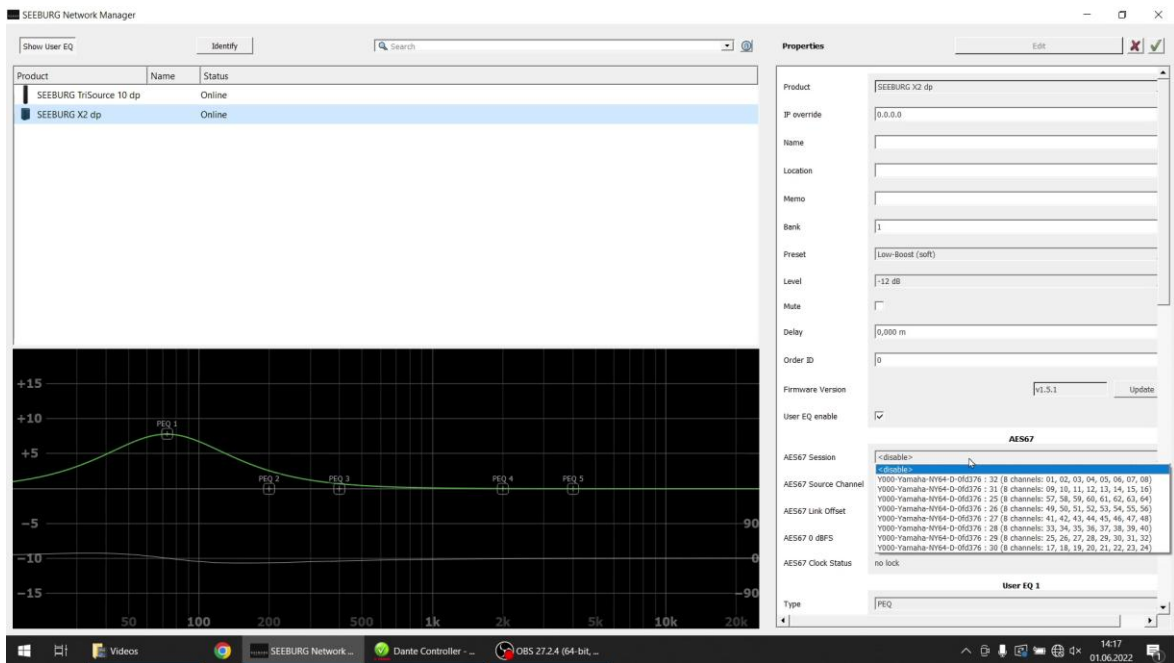 SEEBURG Network Manager
Show User EQ
Identify
Search
Properties
Edit
Product Name Status
SEEBURG TriSource 10 dp Online
SEEBURG X2 dp Online
Product SEEBURG X2 dp
IP override 0.0.0.0
Name
Location
Memo
Bank 1
Preset Low-Boost (soft)
Level -12 dB
Mute
Delay 0,000 m
Order ID 0
Firmware Version v1.5.1 Update
User EQ enable
AES67
AES67 Session <disable>
<disable>
Y000-Yamaha-NY64-D-0fd376 : 32 (8 channels: 01, 02, 03, 04, 05, 06, 07, 08)
Y000-Yamaha-NY64-D-0fd376 : 31 (8 channels: 09, 10, 11, 12, 13, 14, 15, 16)
Y000-Yamaha-NY64-D-0fd376 : 25 (8 channels: 57, 58, 59, 60, 61, 62, 63, 64)
Y000-Yamaha-NY64-D-0fd376 : 26 (8 channels: 49, 50, 51, 52, 53, 54, 55, 56)
Y000-Yamaha-NY64-D-0fd376 : 27 (8 channels: 41, 42, 43, 44, 45, 46, 47, 48)
Y000-Yamaha-NY64-D-0fd376 : 28 (8 channels: 33, 34, 35, 36, 37, 38, 39, 40)
Y000-Yamaha-NY64-D-0fd376 : 29 (8 channels: 25, 26, 27, 28, 29, 30, 31, 32)
Y000-Yamaha-NY64-D-0fd376 : 30 (8 channels: 17, 18, 19, 20, 21, 22, 23, 24)
AES67 Source Channel
AES67 Link Offset
AES67 0 dBFS
AES67 Clock Status no lock
User EQ 1
Type PEQ
+15
+10
PEQ 1
+5
PEQ 2 PEQ 3 PEQ 4 PEQ 5
-5 90
-10 0
-15 -90
50 100 200 500 1k 2k 5k 10k 20k
Videos
SEEBURG Network ...
Dante Controller - ...
OBS 27.2.4 (64-bit, ...
14:17
01.06.2022